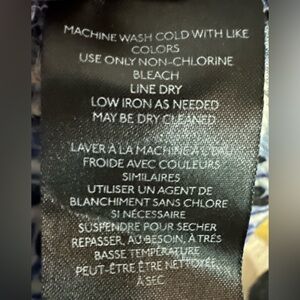 MACHINE WASH COLD WITH LIKE
COLORS
USE ONLY NON-CHLORINE
BLEACH
LINE DRY
LOW IRON AS NEEDED
MAY BE DRY CLEANED
LAVER À LA MACHINE À L'EAU
FROIDE AVEC COULEURS
SIMILAIRES
UTILISER UN AGENT DE
BLANCHIMENT SANS CHLORE
SI NÉCESSAIRE
SUSPENDRE POUR SÉCHER
REPASSER, AU BESOIN, À TRÈS
BASSE TEMPÉRATURE
PEUT-ÊTRE ÊTRE NETTOYÉE
À SEC